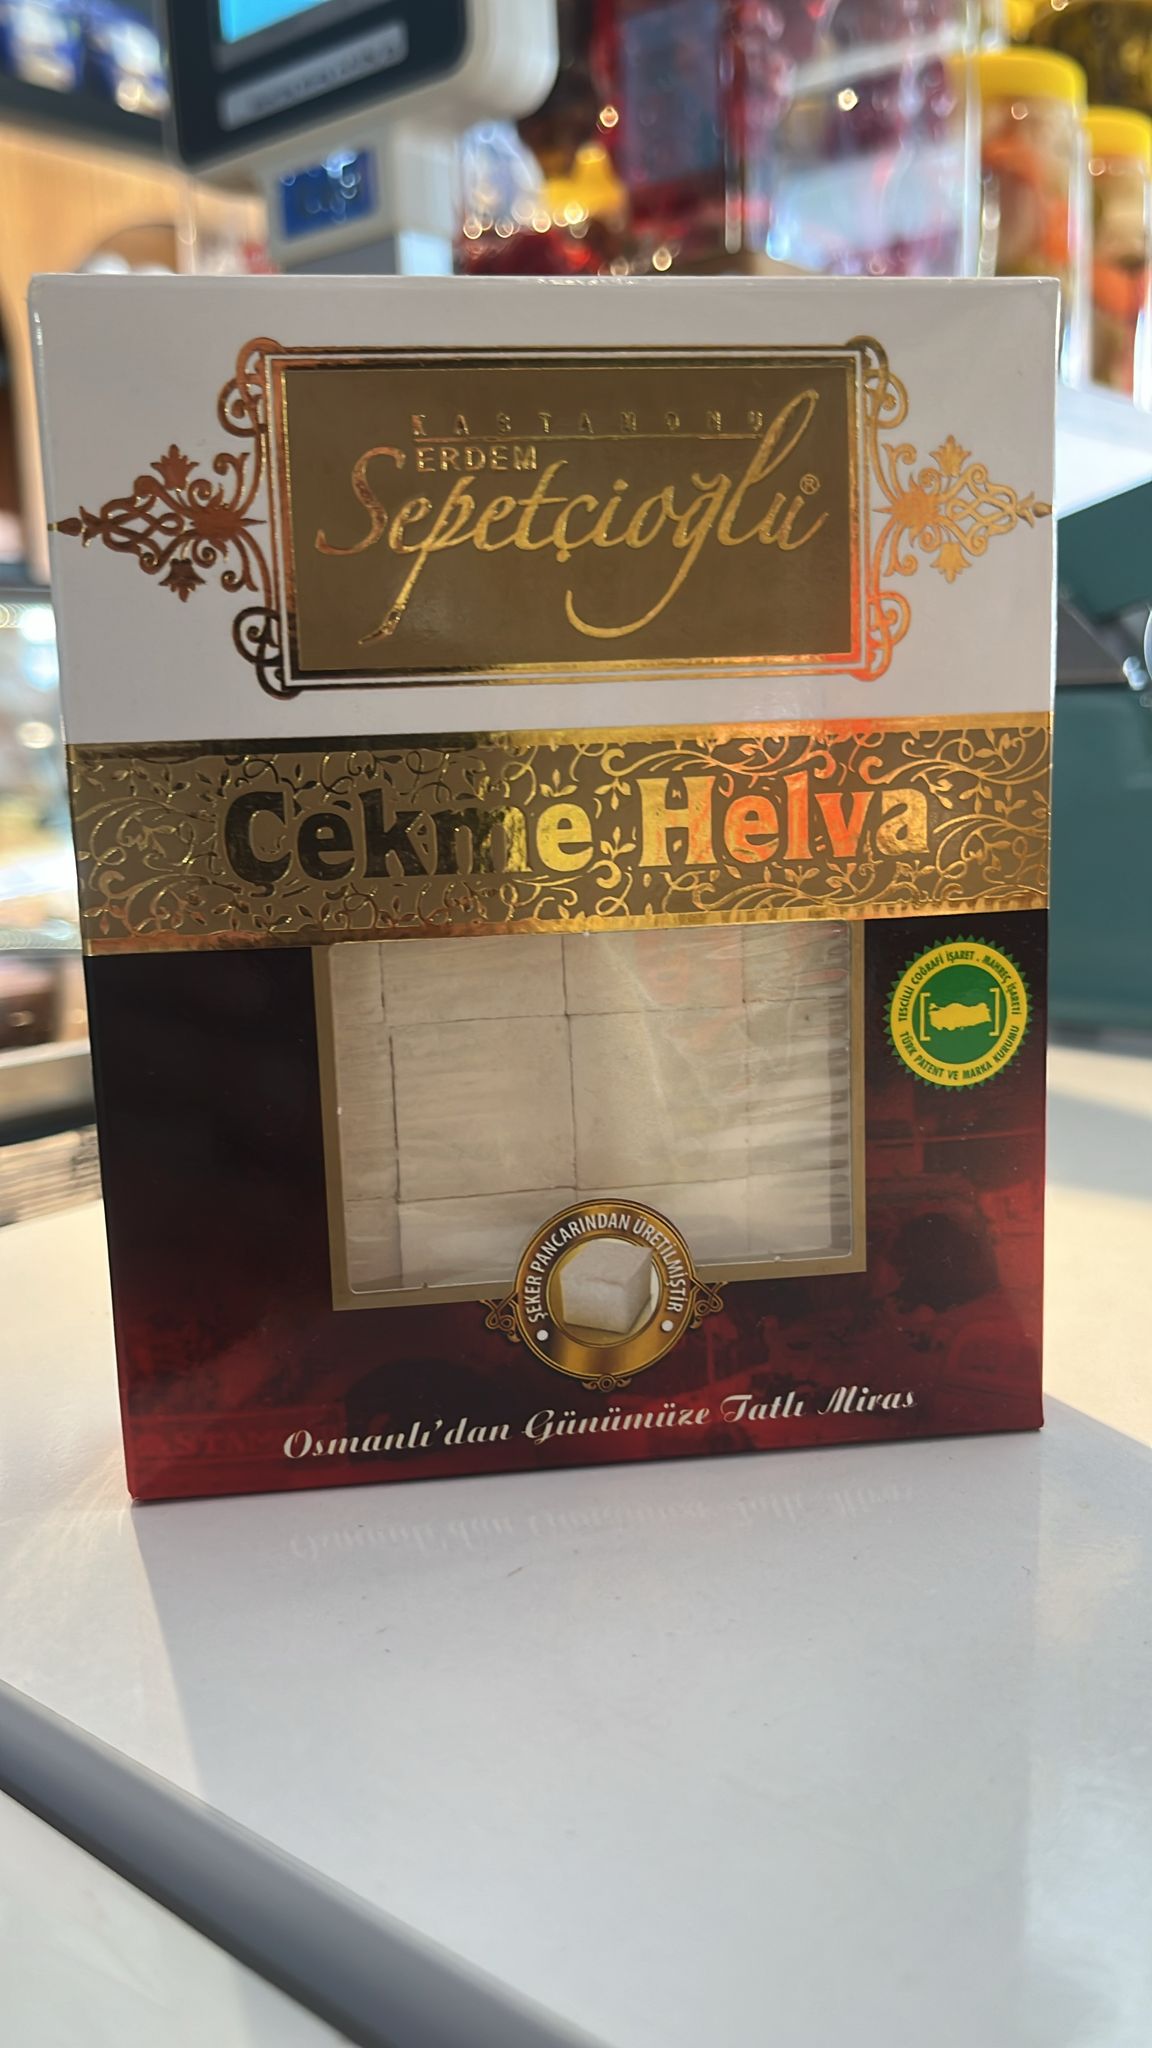 KASTAMONU
ERDEM
Sepetçioğlu®
Çekme Helva
TESCİLLİ COĞRAFİ İŞARET . MAHREÇ İŞARETİ
TÜRK PATENT VE MARKA KURUMU
ŞEKER PANCARINDAN ÜRETİLMİŞTİR
Osmanlı'dan Günümüze Tatlı Miras